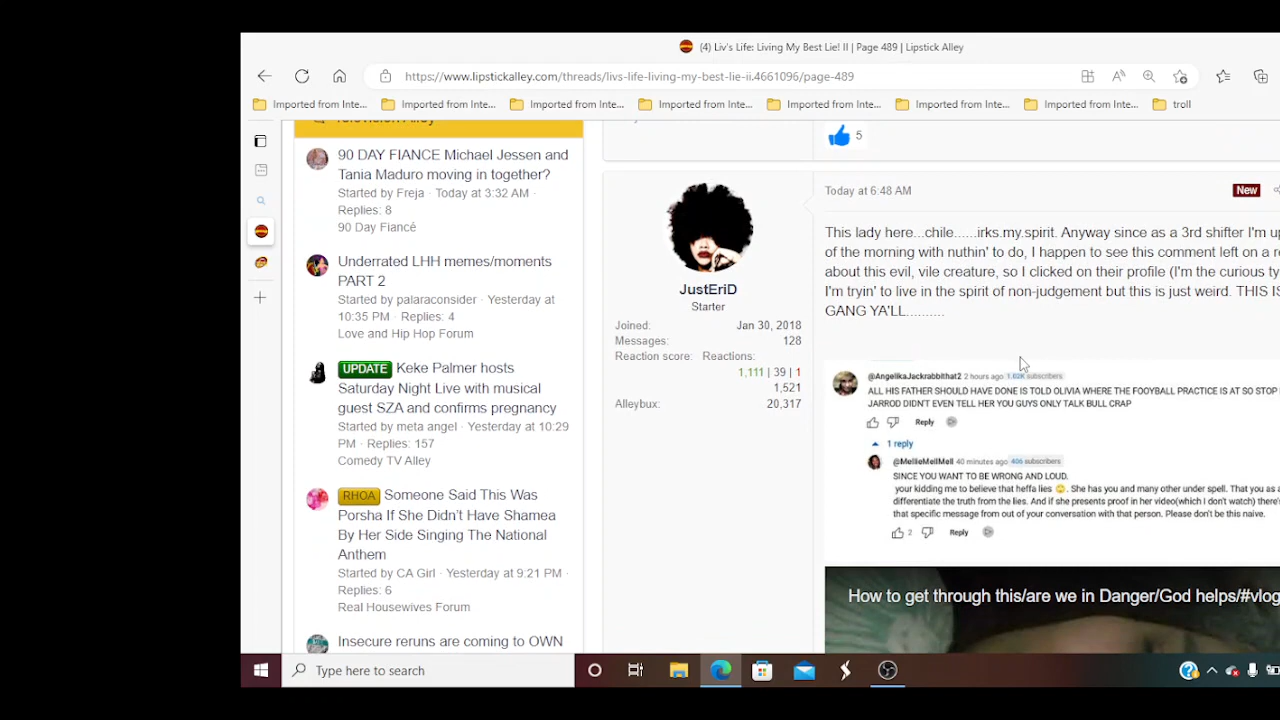 (4) Liv's Life: Living My Best Lie! II | Page 489 | Lipstick Alley
https://www.lipstickalley.com/threads/livs-life-living-my-best-lie-ii.4661096/page-489
Imported from Inte...
Imported from Inte...
Imported from Inte...
Imported from Inte...
Imported from Inte...
Imported from Inte...
Imported from Inte...
troll
Television Alley
90 DAY FIANCE Michael Jessen and
Tania Maduro moving in together?
Started by Freja · Today at 3:32 AM ·
Replies: 8
90 Day Fiancé
Underrated LHH memes/moments
PART 2
Started by palaraconsider · Yesterday at
10:35 PM · Replies: 4
Love and Hip Hop Forum
UPDATE Keke Palmer hosts
Saturday Night Live with musical
guest SZA and confirms pregnancy
Started by meta angel · Yesterday at 10:29
PM · Replies: 157
Comedy TV Alley
RHOA Someone Said This Was
Porsha If She Didn't Have Shamea
By Her Side Singing The National
Anthem
Started by CA Girl · Yesterday at 9:21 PM ·
Replies: 6
Real Housewives Forum
Insecure reruns are coming to OWN
5
JustEriD
Starter
Joined: Jan 30, 2018
Messages: 128
Reaction score: Reactions:
1,111 | 39 | 1
1,521
Alleybux: 20,317
Today at 6:48 AM
New
This lady here...chile......irks.my.spirit. Anyway since as a 3rd shifter I'm up
of the morning with nuthin' to do, I happen to see this comment left on a re
about this evil, vile creature, so I clicked on their profile (I'm the curious ty
I'm tryin' to live in the spirit of non-judgement but this is just weird. THIS IS
GANG YA'LL..........
@AngelikaJackrabbithat2 2 hours ago 1.02K subscribers
ALL HIS FATHER SHOULD HAVE DONE IS TOLD OLIVIA WHERE THE FOOYBALL PRACTICE IS AT SO STOP
JARROD DIDN'T EVEN TELL HER YOU GUYS ONLY TALK BULL CRAP
Reply
1 reply
@MellieMellMell 40 minutes ago 406 subscribers
SINCE YOU WANT TO BE WRONG AND LOUD.
your kidding me to believe that heffa lies 🙄. She has you and many other under spell. That you as a
differentiate the truth from the lies. And if she presents proof in her video(which I don't watch) there's
that specific message from out of your conversation with that person. Please don't be this naive.
2 Reply
How to get through this/are we in Danger/God helps/#vlog
Type here to search